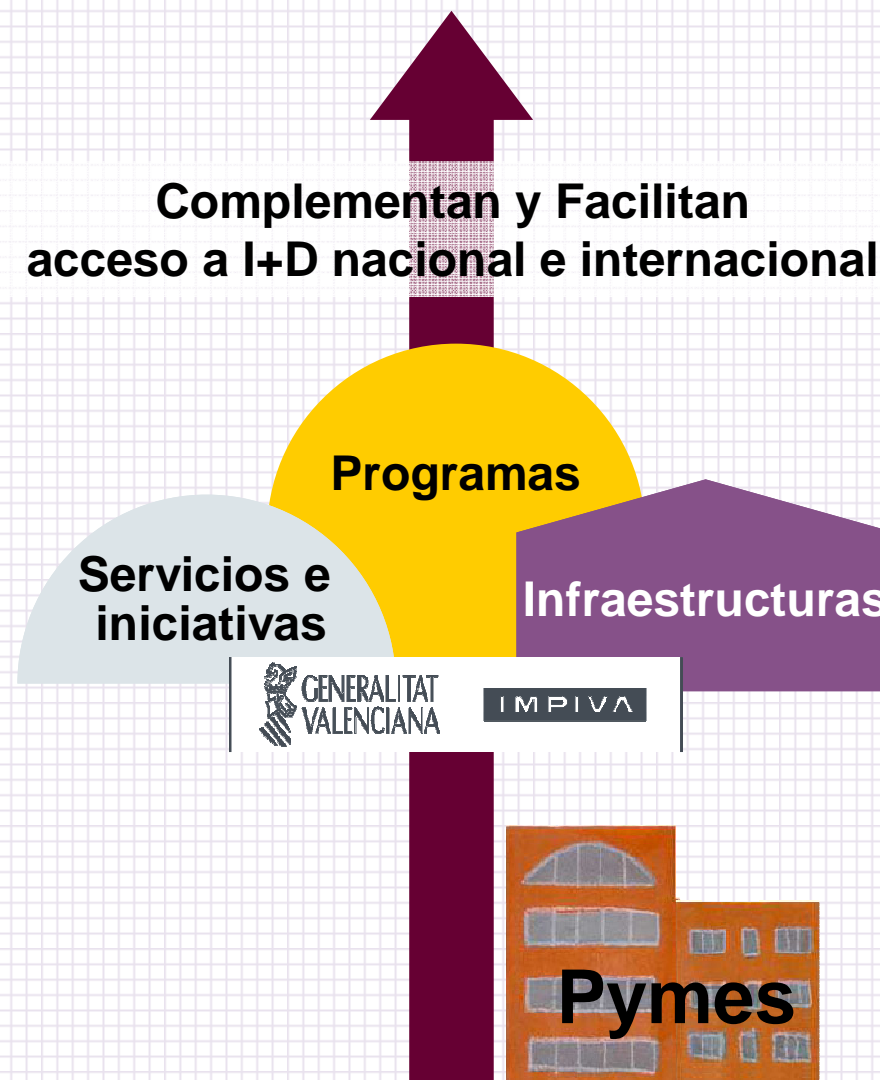 Complementan y Facilitan
acceso a I+D nacional e internacional
Programas
Servicios e
iniciativas
Infraestructuras
GENERALITAT
VALENCIANA
IMPIVA
Pymes